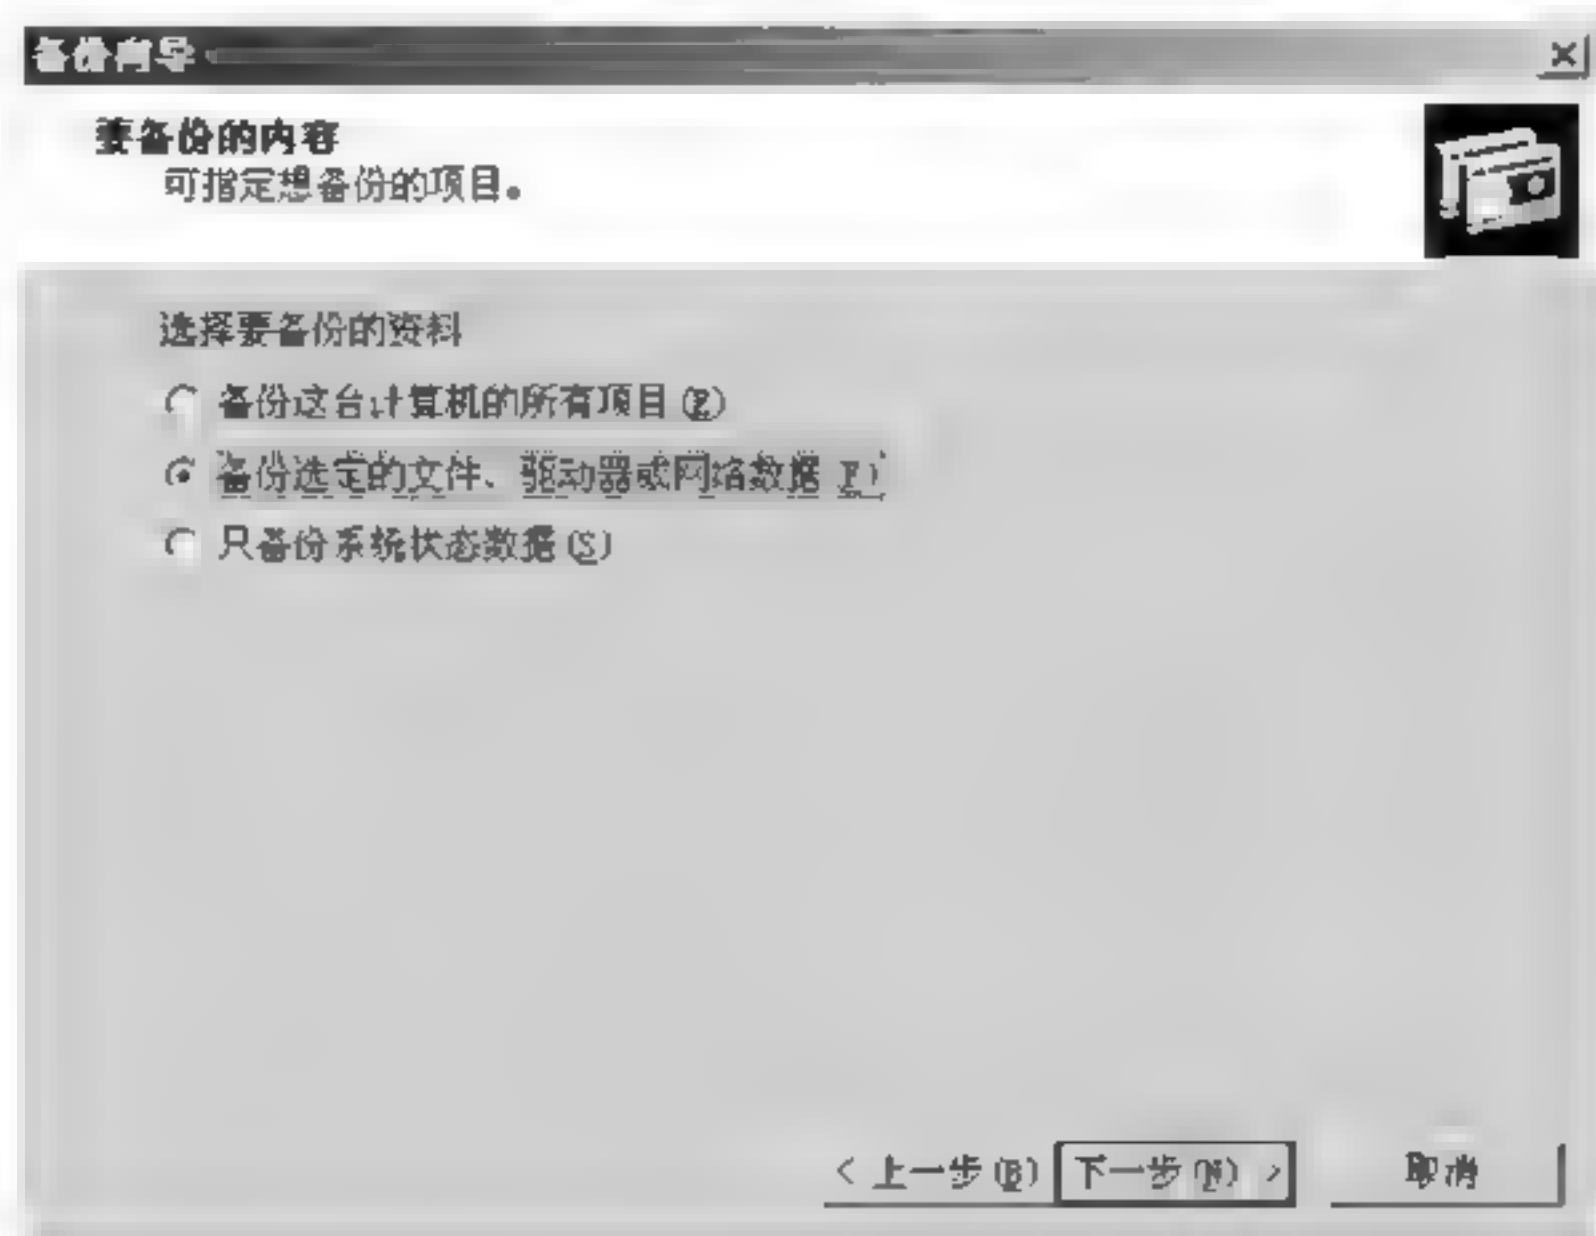 备份向导
要备份的内容
可指定想备份的项目。
选择要备份的资料
备份这台计算机的所有项目(E)
备份选定的文件、驱动器或网络数据(F)
只备份系统状态数据(S)
< 上一步(B) 下一步(N) > 取消